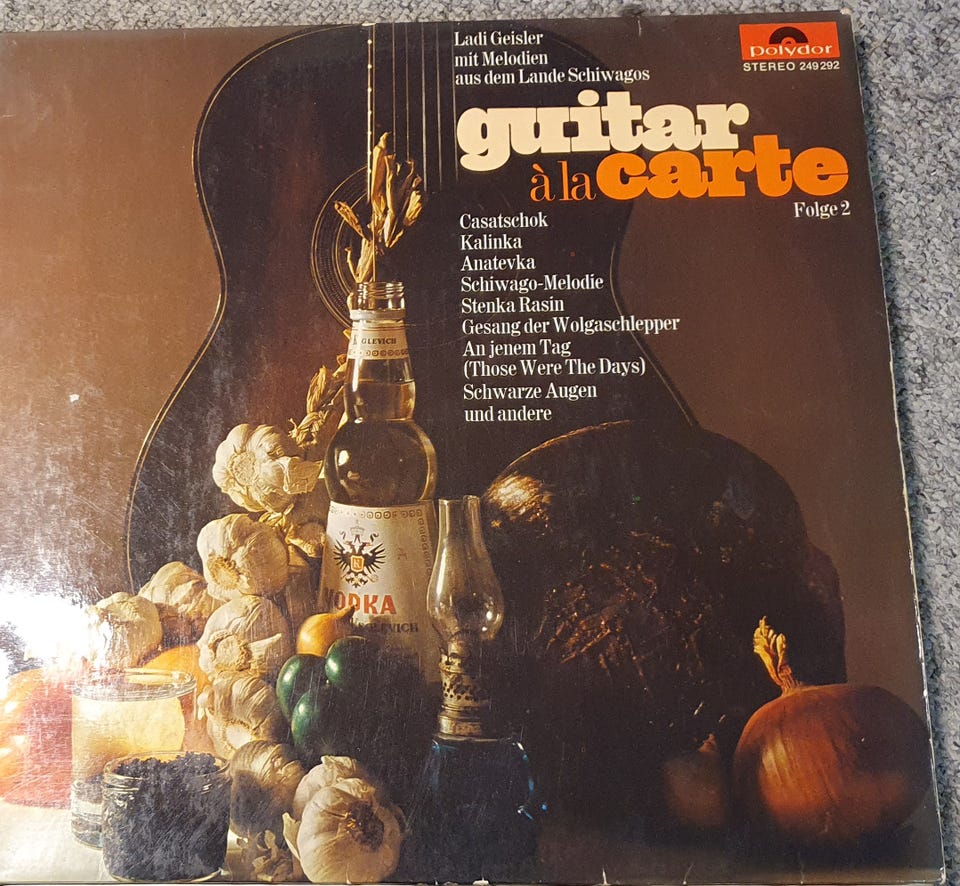 Ladi Geisler
mit Melodien
aus dem Lande Schiwagos
polydor
STEREO 249 292
guitar
à la carte
Folge 2
Casatschok
Kalinka
Anatevka
Schiwago-Melodie
Stenka Rasin
Gesang der Wolgaschlepper
An jenem Tag
(Those Were The Days)
Schwarze Augen
und andere
GLEVICH
K
VODKA